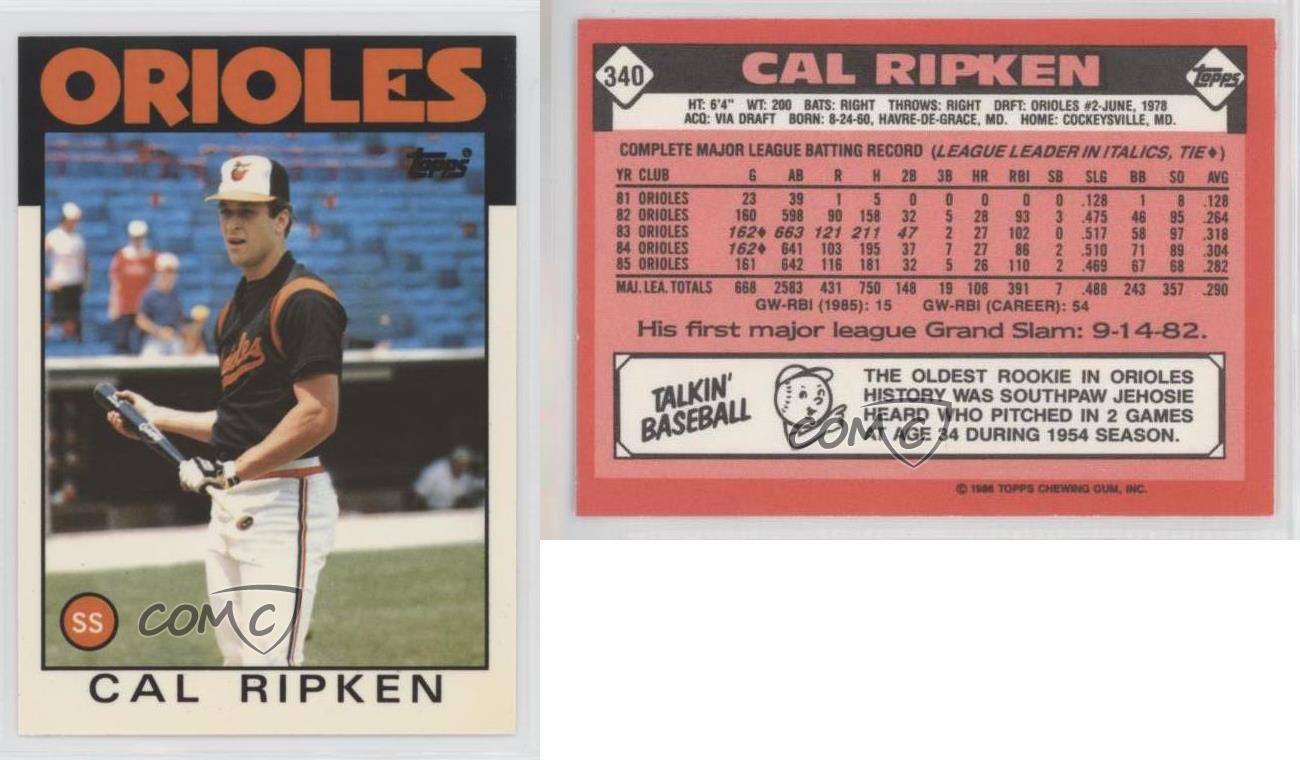 ORIOLES
topps
SS
COMC
CAL RIPKEN
340
CAL RIPKEN
topps
HT: 6'4" WT: 200 BATS: RIGHT THROWS: RIGHT DRFT: ORIOLES #2-JUNE, 1978
ACQ: VIA DRAFT BORN: 8-24-60, HAVRE-DE-GRACE, MD. HOME: COCKEYSVILLE, MD.
COMPLETE MAJOR LEAGUE BATTING RECORD (LEAGUE LEADER IN ITALICS, TIE♦)
YR CLUB G AB R H 2B 3B HR RBI SB SLG BB SO AVG
81 ORIOLES 23 39 1 5 0 0 0 0 0 .128 1 8 .128
82 ORIOLES 160 598 90 158 32 5 28 93 3 .475 46 95 .264
83 ORIOLES 162♦ 663 121 211 47 2 27 102 0 .517 58 97 .318
84 ORIOLES 162♦ 641 103 195 37 7 27 86 2 .510 71 89 .304
85 ORIOLES 161 642 116 181 32 5 26 110 2 .469 67 68 .282
MAJ. LEA. TOTALS 668 2583 431 750 148 19 108 391 7 .488 243 357 .290
GW-RBI (1985): 15 GW-RBI (CAREER): 54
His first major league Grand Slam: 9-14-82.
TALKIN'
BASEBALL
THE OLDEST ROOKIE IN ORIOLES
HISTORY WAS SOUTHPAW JEHOSIE
HEARD WHO PITCHED IN 2 GAMES
AT AGE 34 DURING 1954 SEASON.
COMC
© 1986 TOPPS CHEWING GUM, INC.